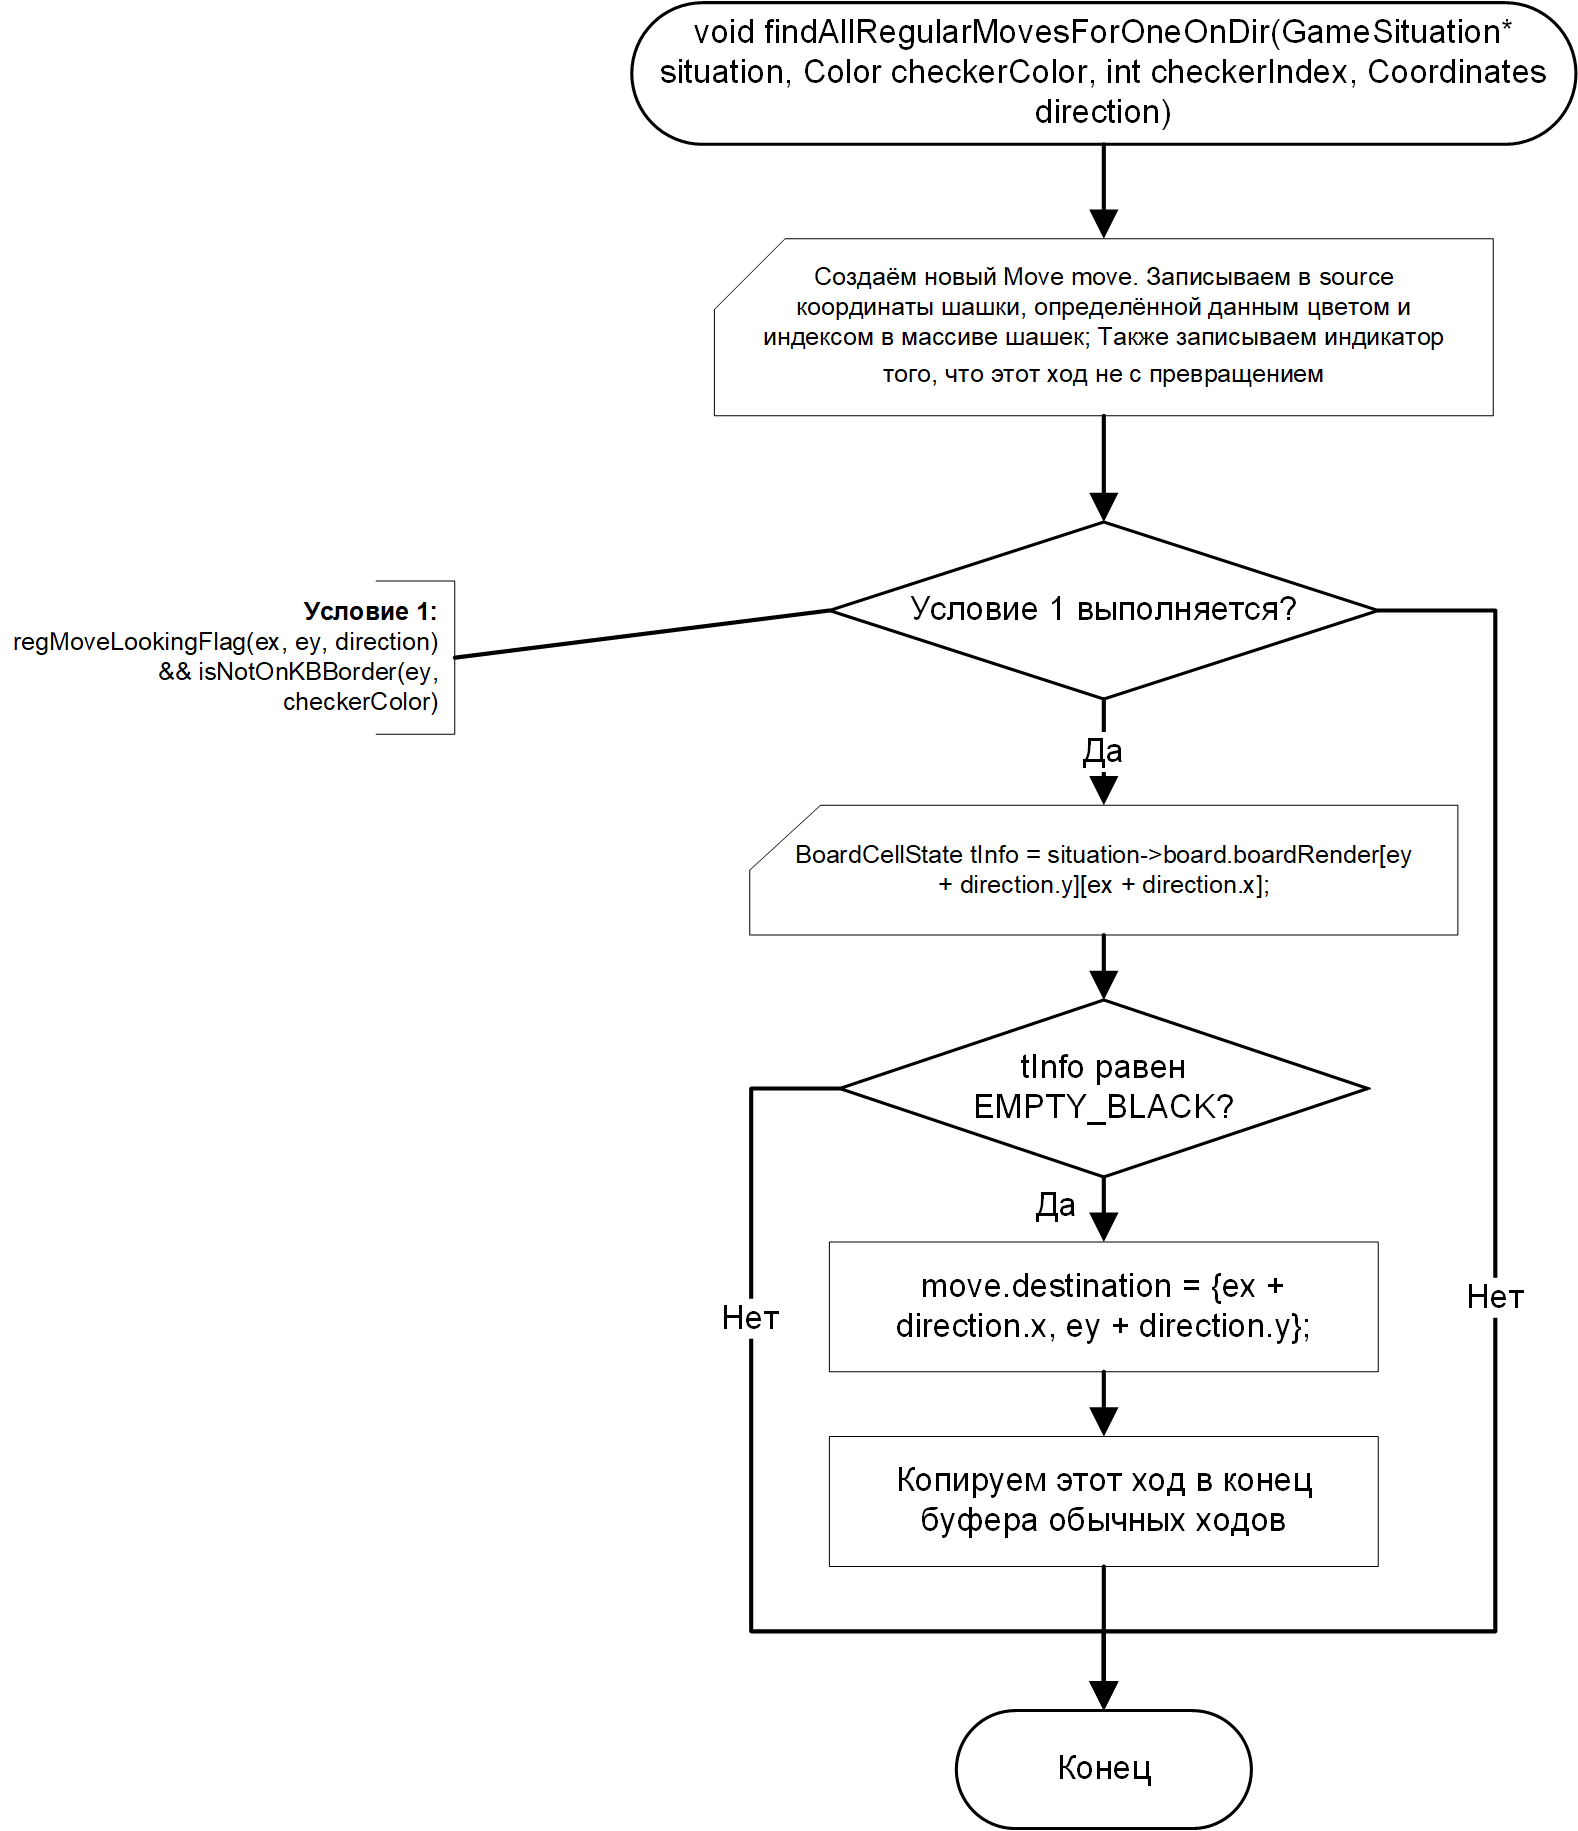 void findAllRegularMovesForOneOnDir(GameSituation*
situation, Color checkerColor, int checkerIndex, Coordinates
direction)
Создаём новый Move move. Записываем в source
координаты шашки, определённой данным цветом и
индексом в массиве шашек; Также записываем индикатор
того, что этот ход не с превращением
Условие 1 выполняется?
Условие 1:
regMoveLookingFlag(ex, ey, direction)
&& isNotOnKBBorder(ey,
checkerColor)
Да
BoardCellState tInfo = situation->board.boardRender[ey
+ direction.y][ex + direction.x];
tInfo равен
EMPTY_BLACK?
Да
move.destination = {ex +
direction.x, ey + direction.y};
Нет
Нет
Копируем этот ход в конец
буфера обычных ходов
Конец